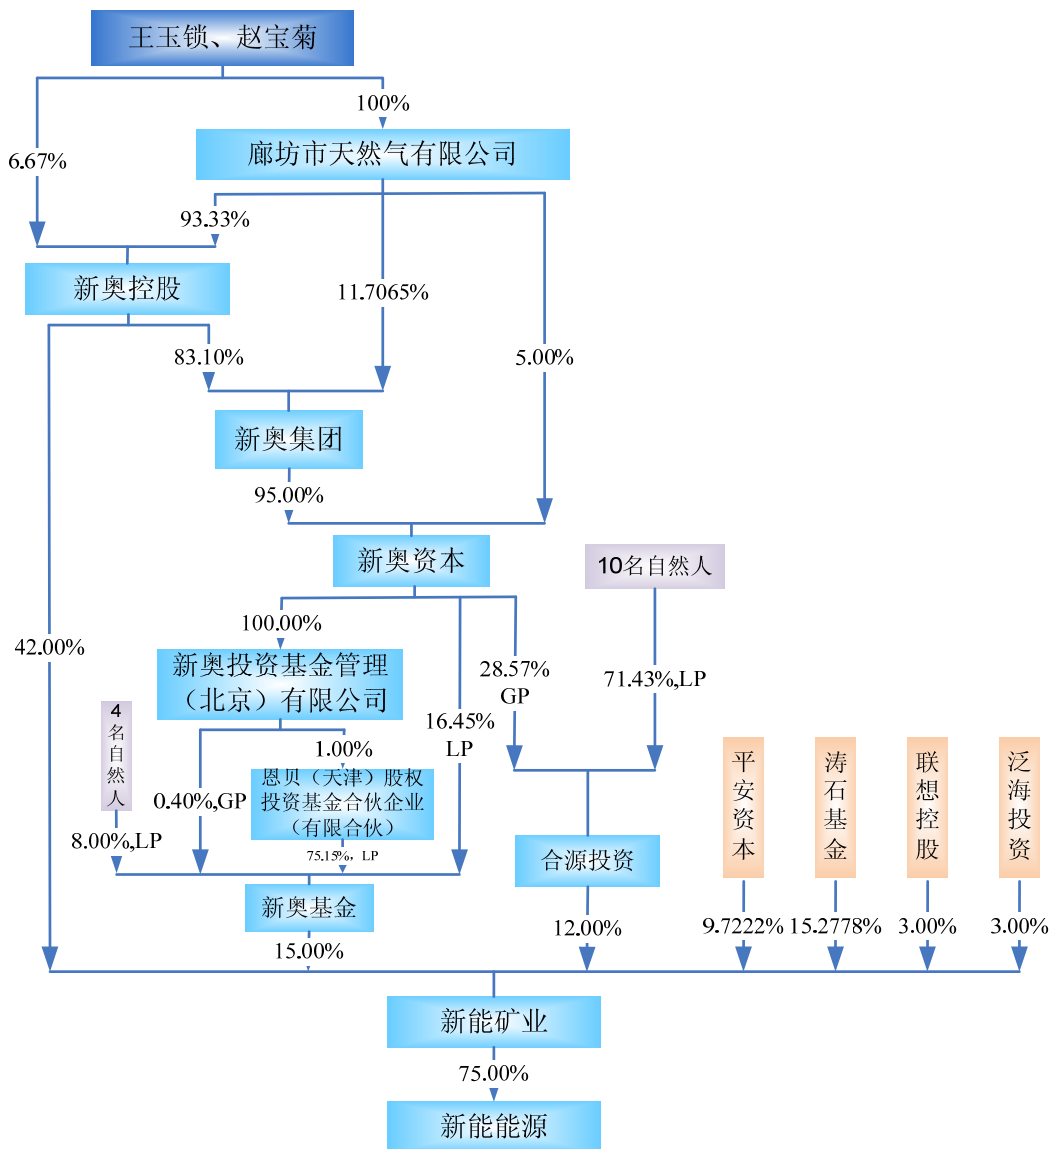 王玉锁、赵宝菊
100%
廊坊市天然气有限公司
6.67%
93.33%
新奥控股
11.7065%
83.10%
5.00%
新奥集团
95.00%
新奥资本
10名自然人
100.00%
42.00%
新奥投资基金管理
（北京）有限公司
28.57%
GP
71.43%,LP
16.45%
LP
4
名
自
然
人
1.00%
恩贝（天津）股权
投资基金合伙企业
（有限合伙）
0.40%,GP
8.00%,LP
75.15%，LP
平
安
资
本
涛
石
基
金
联
想
控
股
泛
海
投
资
合源投资
新奥基金
15.00%
12.00%
9.7222%
15.2778%
3.00%
3.00%
新能矿业
75.00%
新能能源